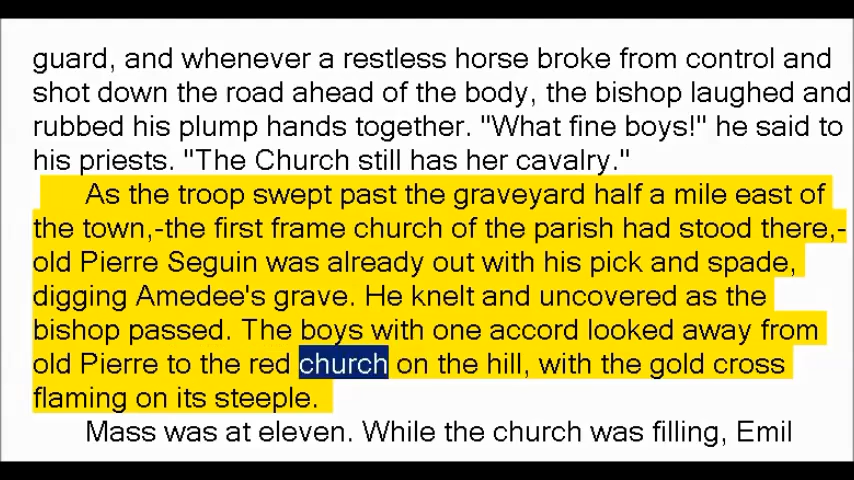 guard, and whenever a restless horse broke from control and
shot down the road ahead of the body, the bishop laughed and
rubbed his plump hands together. "What fine boys!" he said to
his priests. "The Church still has her cavalry."
As the troop swept past the graveyard half a mile east of
the town,-the first frame church of the parish had stood there,-
old Pierre Seguin was already out with his pick and spade,
digging Amedee's grave. He knelt and uncovered as the
bishop passed. The boys with one accord looked away from
old Pierre to the red church on the hill, with the gold cross
flaming on its steeple.
Mass was at eleven. While the church was filling, Emil